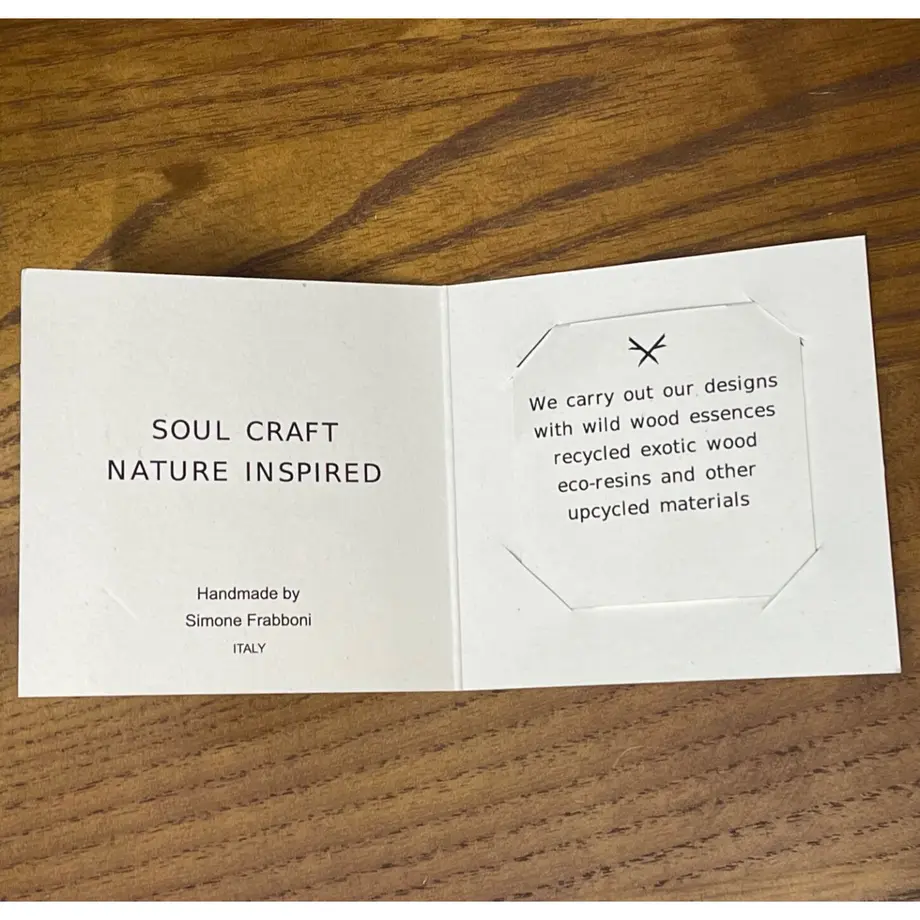 SOUL CRAFT
NATURE INSPIRED
Handmade by
Simone Frabboni
ITALY
We carry out our designs
with wild wood essences
recycled exotic wood
eco-resins and other
upcycled materials